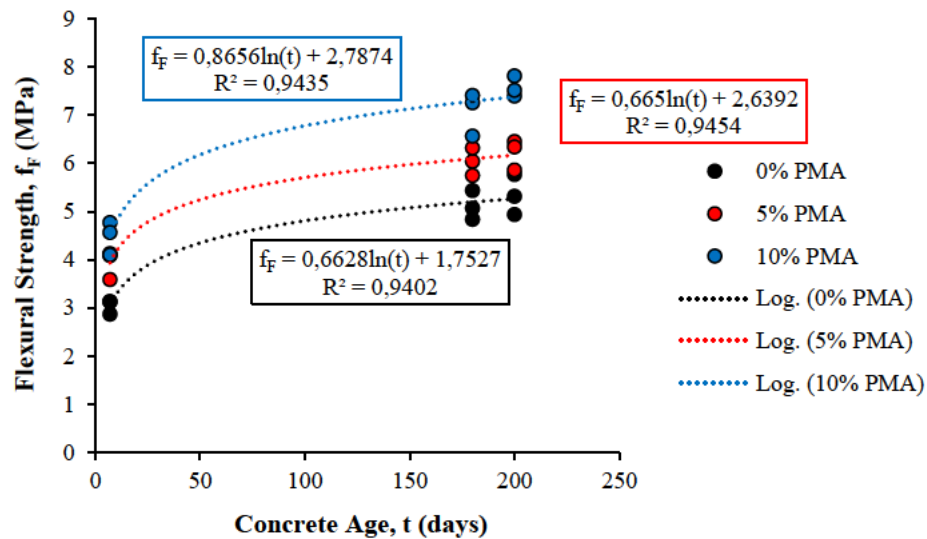 9
8
7
6
5
4
3
2
1
0
Flexural Strength, f_F (MPa)
f_F = 0,8656ln(t) + 2,7874
R² = 0,9435
f_F = 0,665ln(t) + 2,6392
R² = 0,9454
f_F = 0,6628ln(t) + 1,7527
R² = 0,9402
0% PMA
5% PMA
10% PMA
Log. (0% PMA)
Log. (5% PMA)
Log. (10% PMA)
0 50 100 150 200 250
Concrete Age, t (days)